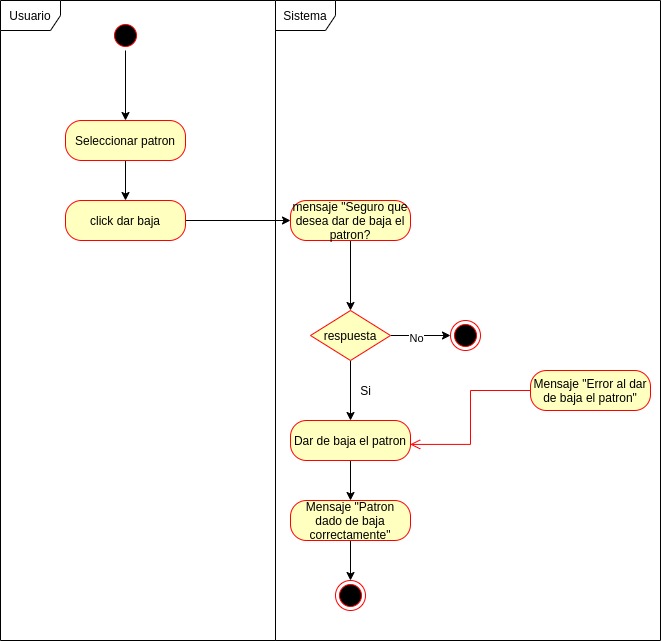 Usuario
Sistema
Seleccionar patron
click dar baja
mensaje "Seguro que
desea dar de baja el
patron?
respuesta
No
Si
Mensaje "Error al dar
de baja el patron"
Dar de baja el patron
Mensaje "Patron
dado de baja
correctamente"